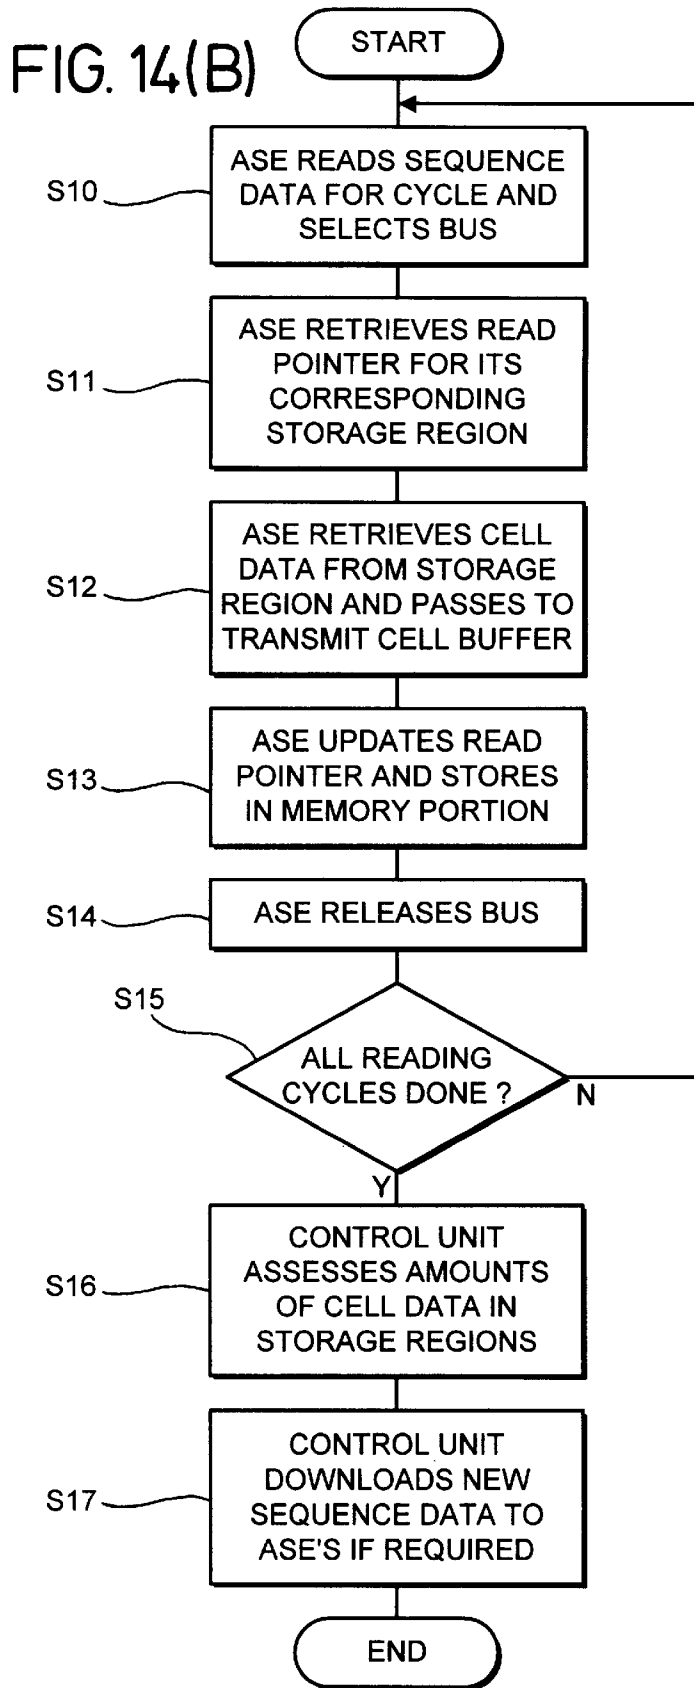 FIG. 14(B)
START
S10
ASE READS SEQUENCE
DATA FOR CYCLE AND
SELECTS BUS
S11
ASE RETRIEVES READ
POINTER FOR ITS
CORRESPONDING
STORAGE REGION
S12
ASE RETRIEVES CELL
DATA FROM STORAGE
REGION AND PASSES TO
TRANSMIT CELL BUFFER
S13
ASE UPDATES READ
POINTER AND STORES
IN MEMORY PORTION
S14
ASE RELEASES BUS
S15
ALL READING
CYCLES DONE ?
N
Y
S16
CONTROL UNIT
ASSESSES AMOUNTS
OF CELL DATA IN
STORAGE REGIONS
S17
CONTROL UNIT
DOWNLOADS NEW
SEQUENCE DATA TO
ASE'S IF REQUIRED
END